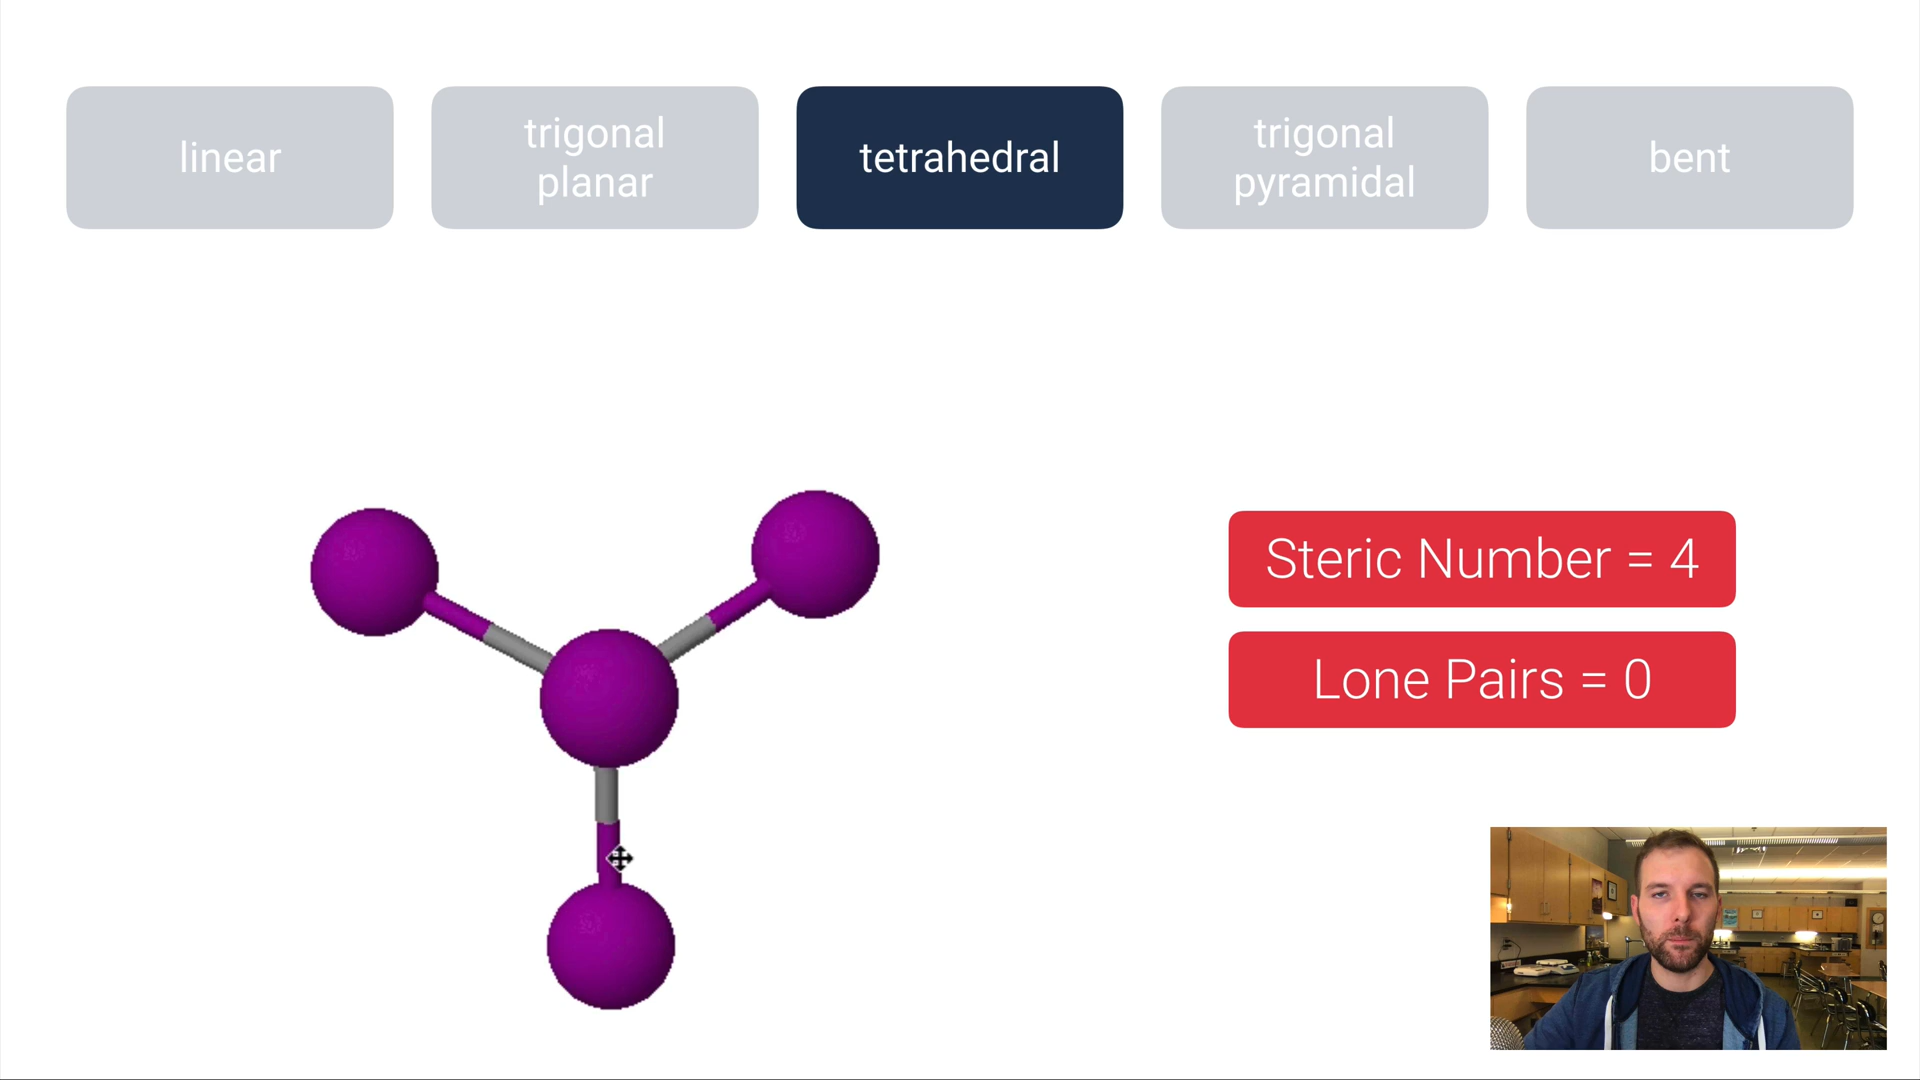 linear
trigonal
planar
tetrahedral
trigonal
pyramidal
bent
Steric Number = 4
Lone Pairs = 0